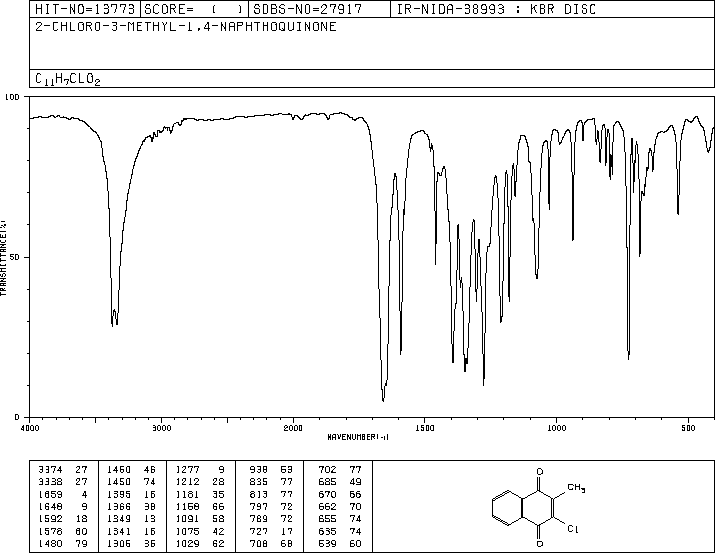 HIT-NO=13773 SCORE= ( ) SDBS-NO=27917 IR-NIDA-38993 : KBR DISC
2-CHLORO-3-METHYL-1,4-NAPHTHOQUINONE
C11H7CLO2
100
50
0
TRANSMITTANCE(%)
4000 3000 2000 1500 1000 500
WAVENUMBER(-1)
3374 27 1460 46 1277 9 938 53 702 77
3338 27 1450 74 1212 28 835 77 685 49
1659 4 1395 16 1181 35 813 77 670 66
1648 9 1366 38 1158 66 797 72 662 70
1592 18 1349 13 1091 58 789 72 655 74
1578 60 1341 16 1075 42 727 17 635 74
1480 79 1305 35 1029 62 708 68 539 60
O
CH3
Cl
O